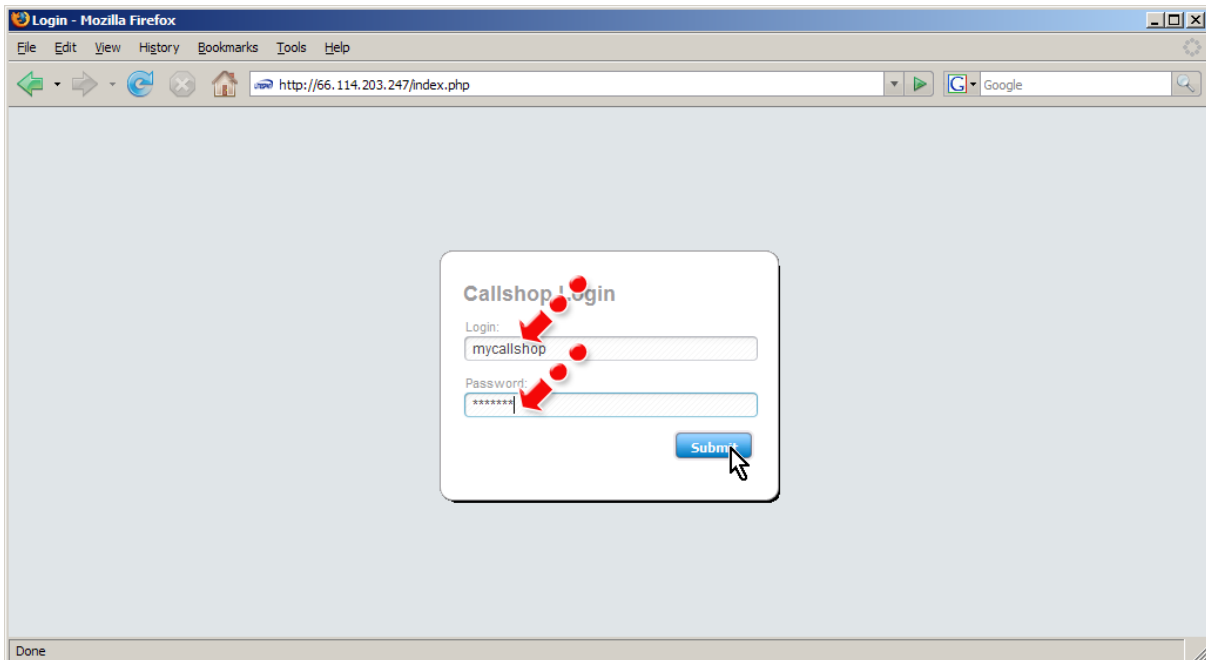 Login - Mozilla Firefox
File Edit View History Bookmarks Tools Help
http://66.114.203.247/index.php G Google
Callshop Login
Login:
mycallshop
Password:
*******
Submit
Done